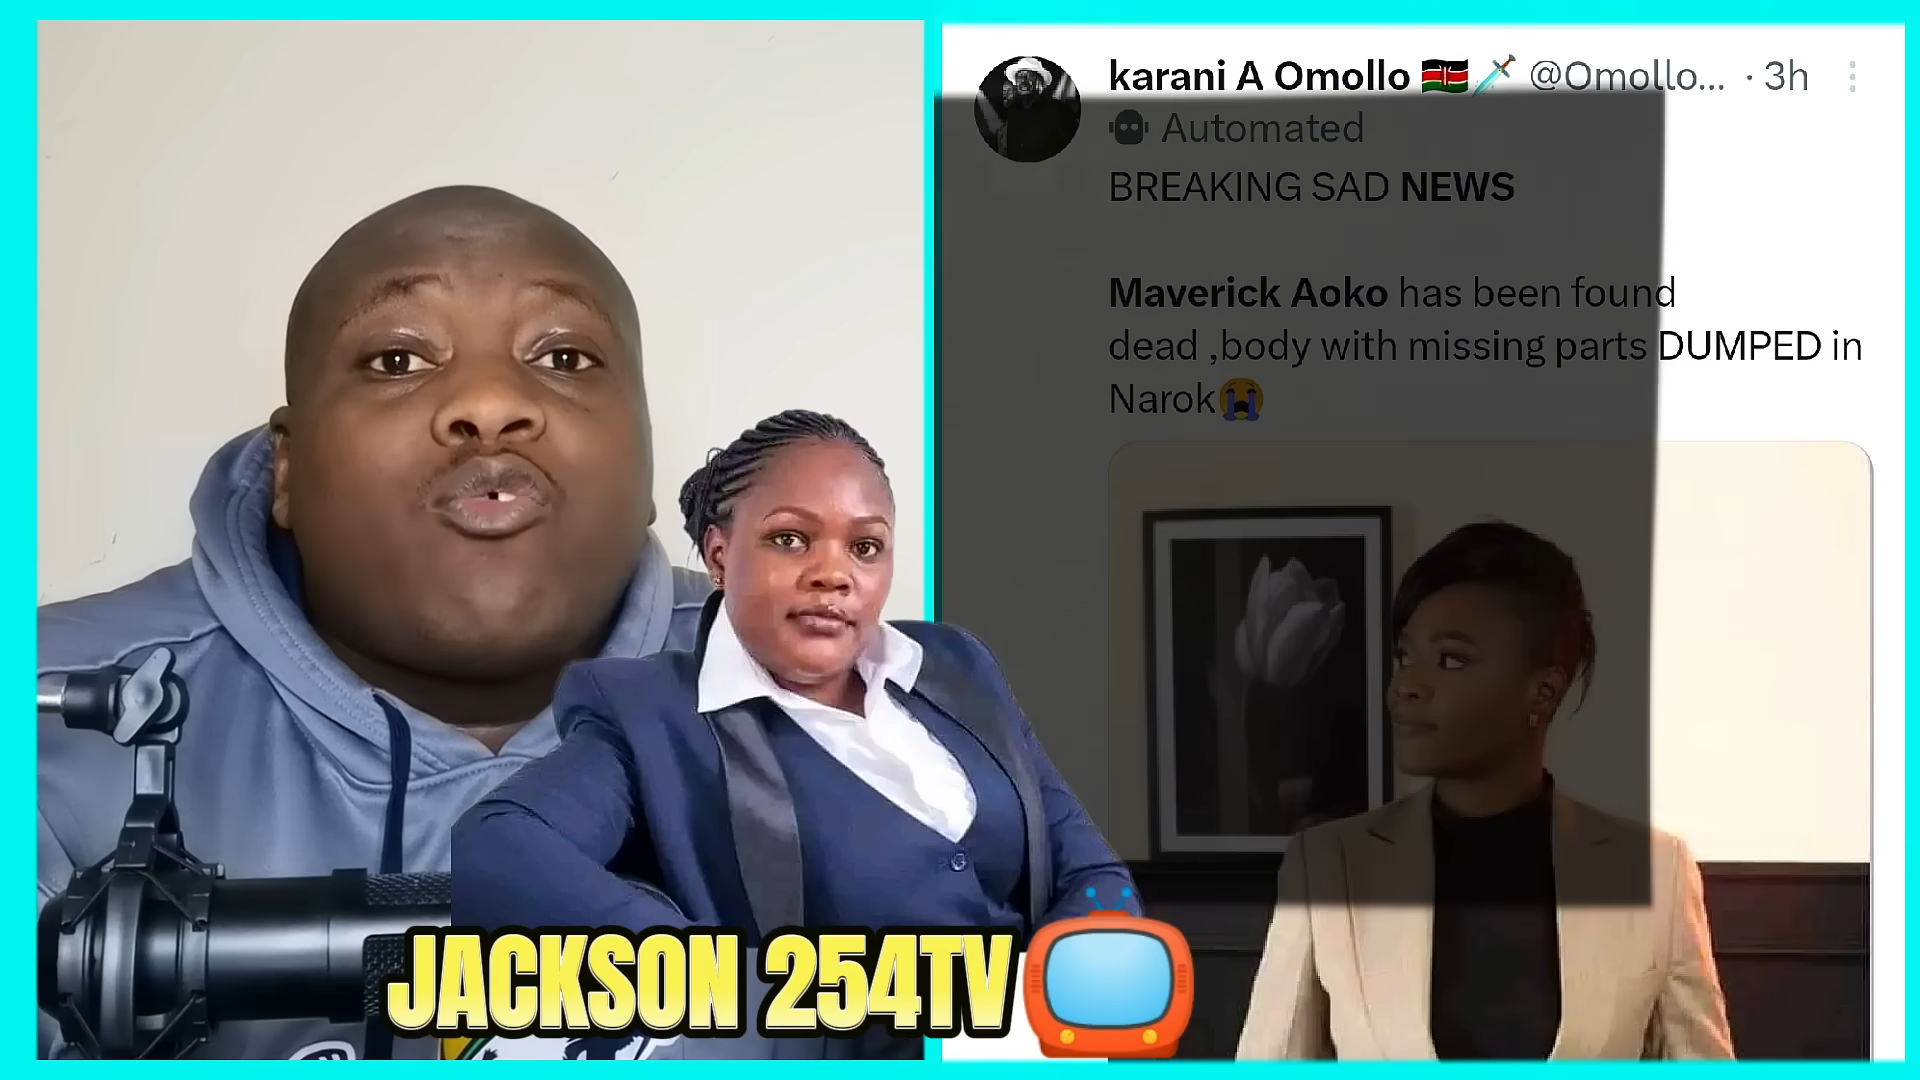 karani A Omollo 🇰🇪🗡️ @Omollo... · 3h
Automated
BREAKING SAD NEWS
Maverick Aoko has been found
dead ,body with missing parts DUMPED in
Narok😭
JACKSON 254TV